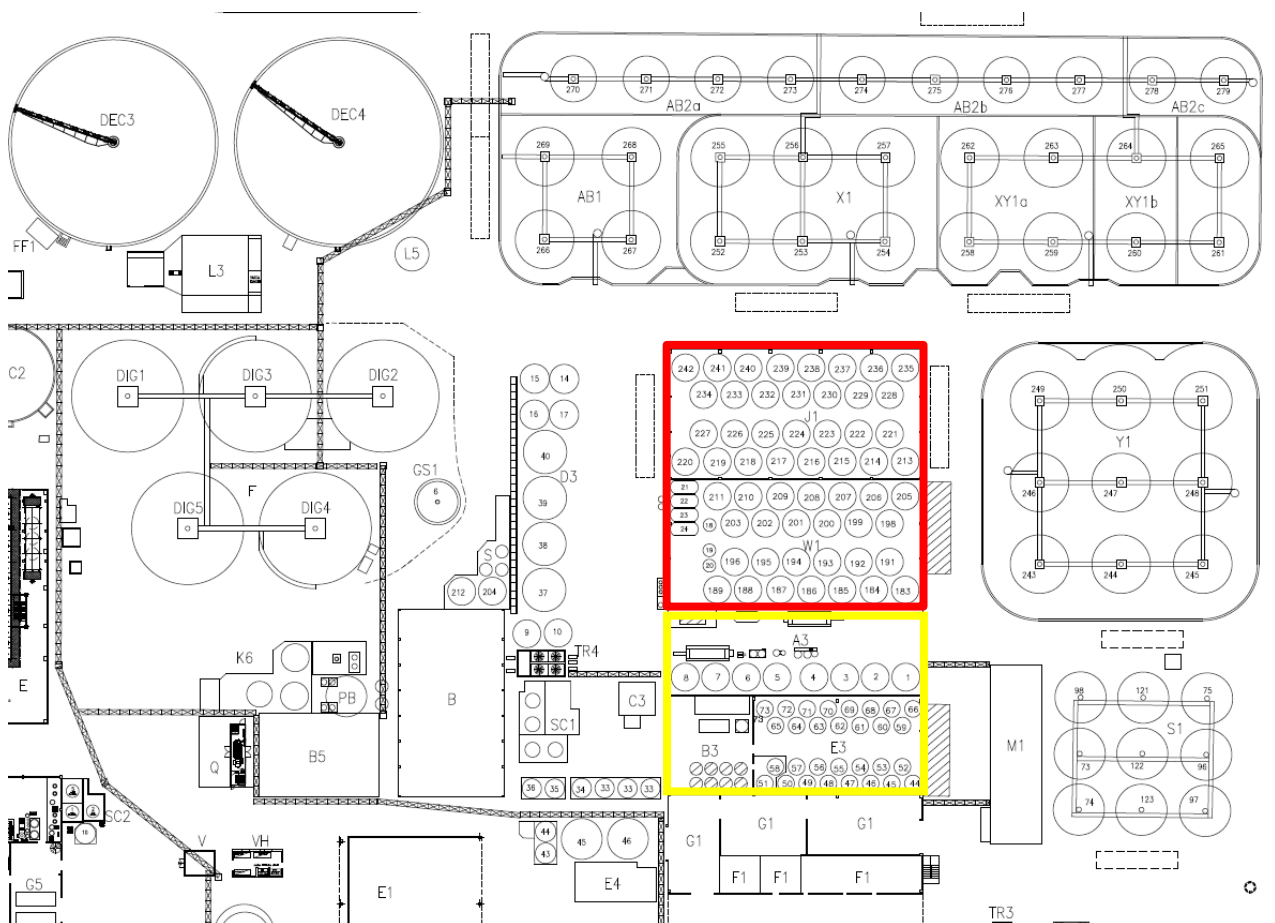 270 271 272 273 274 275 276 277 278 279
AB2a AB2b AB2c
DEC3 DEC4
269 268 255 256 257 262 263 264 265
AB1 X1 XY1a XY1b
266 267 252 253 254 258 259 260 261
FF1 L3 L5
C2 DIG1 DIG3 DIG2
15 14
242 241 240 239 238 237 236 235
249 250 251
234 233 232 231 230 229 228
16 17
J1
227 226 225 224 223 222 221
Y1
40
220 219 218 217 216 215 214 213
GS1 D3
F 6
21
22
23
24
39 211 210 209 208 207 206 205
246 247 248
DIG5 DIG4
18 203 202 201 200 199 198
38 W1
S 19
20 196 195 194 193 192 191
243 244 245
212 204 37 189 188 187 186 185 184 183
9 10
A3
K6 TR4
8 7 6 5 4 3 2 1
E PB B C3
98 121 75
73 72 71 70 69 68 67 66
73
65 64 63 62 61 60 59
SC1 S1
Q B5 B3 E3 M1
58 57 56 55 54 53 52
73 122 96
51 50 49 48 47 46 45 44
36 35 34 33 33 33
74 123 97
SC2 18
44
43
45 46
G1 G1 G1
V VH
G5 E1 E4
F1 F1 F1
TR3